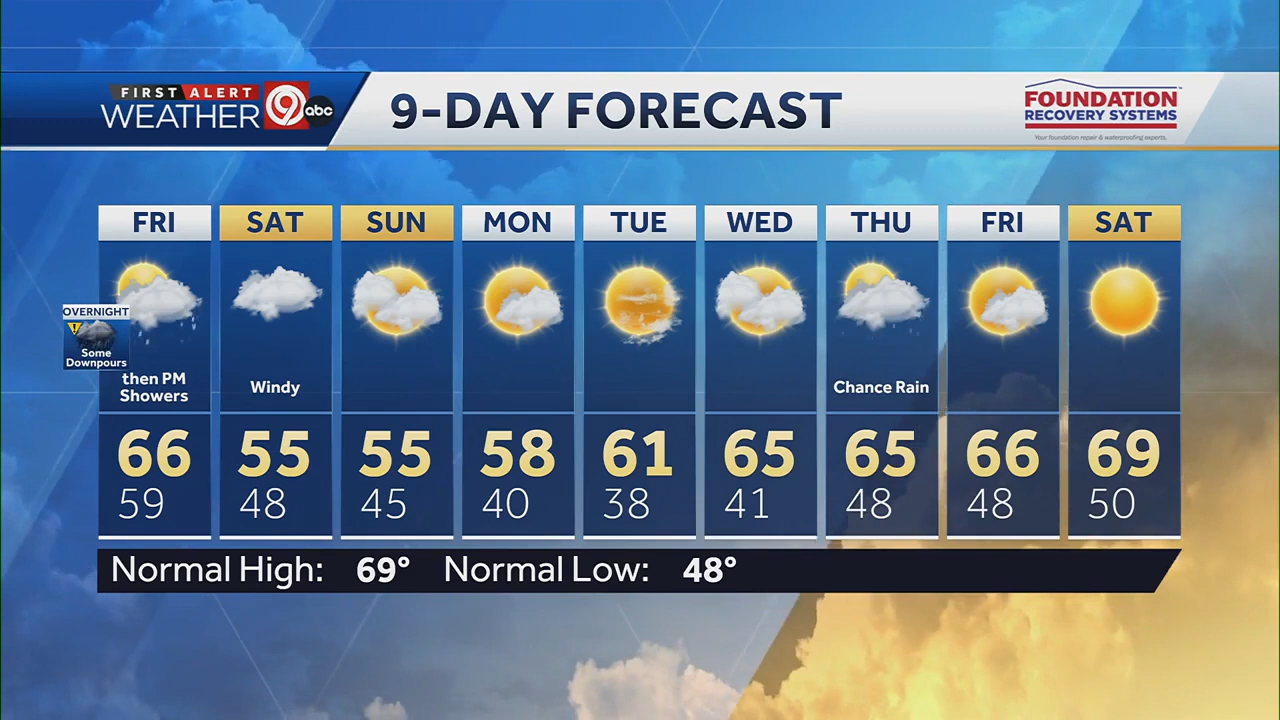 FIRST ALERT
WEATHER 9 abc
9-DAY FORECAST
FOUNDATION
RECOVERY SYSTEMS
Your foundation repair & waterproofing experts.
FRI SAT SUN MON TUE WED THU FRI SAT
OVERNIGHT
!
Some
Downpours
then PM
Showers
Windy
Chance Rain
66 55 55 58 61 65 65 66 69
59 48 45 40 38 41 48 48 50
Normal High: 69° Normal Low: 48°